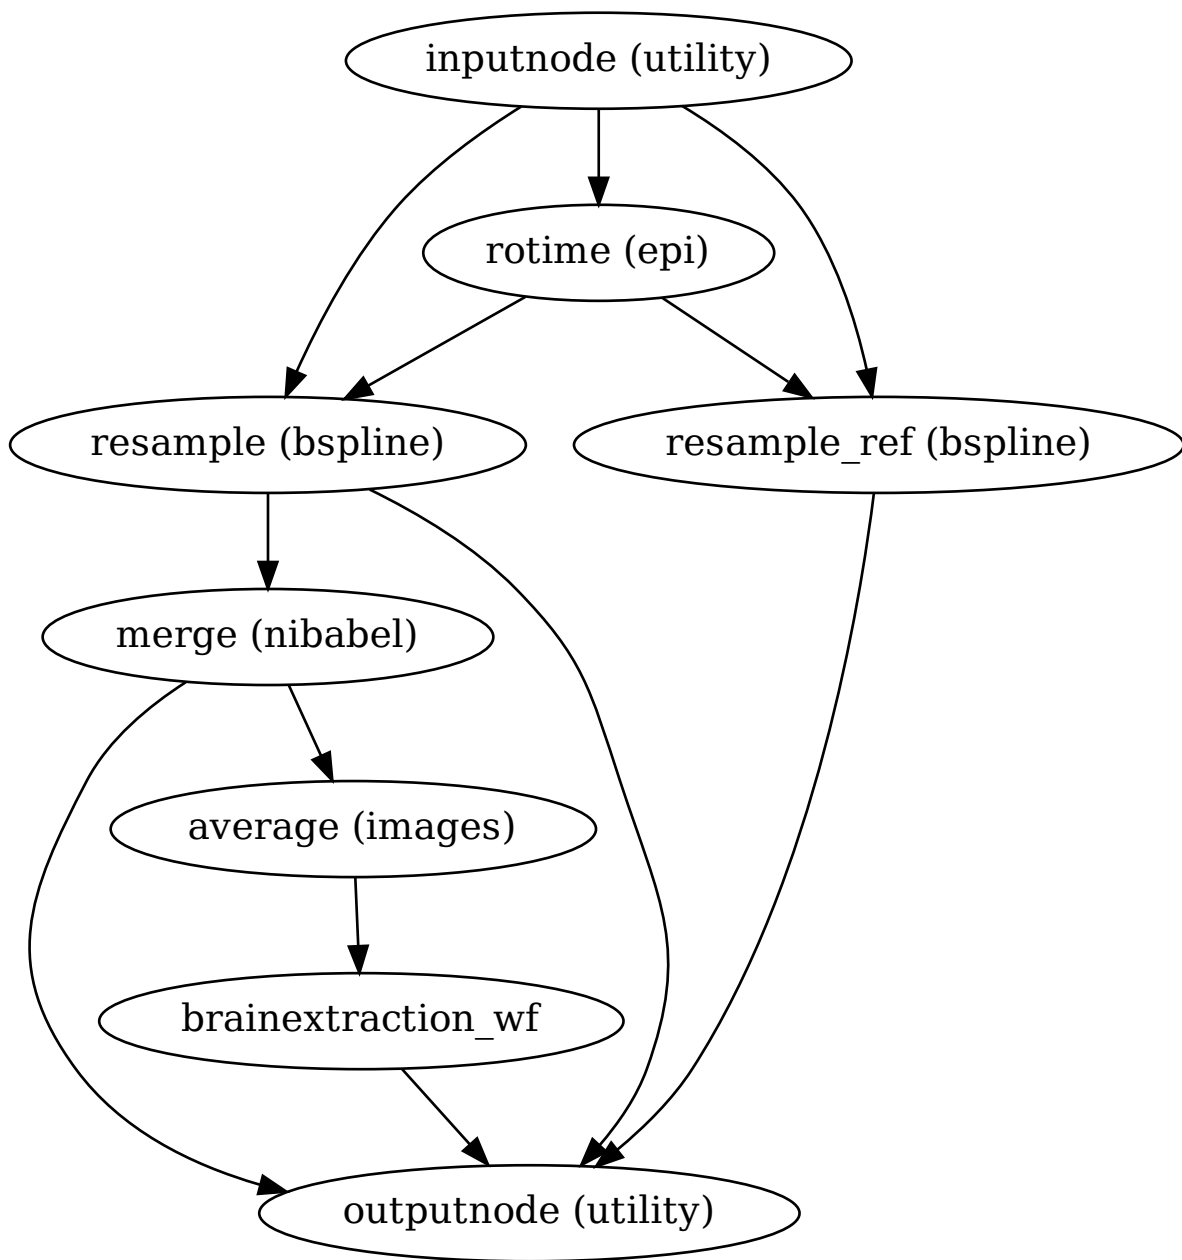 inputnode (utility)
rotime (epi)
resample (bspline)
resample_ref (bspline)
merge (nibabel)
average (images)
brainextraction_wf
outputnode (utility)